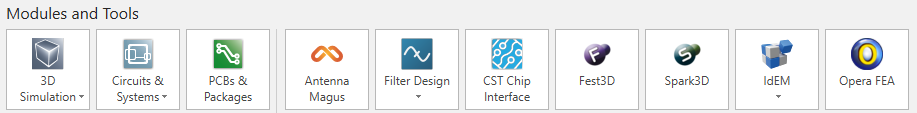 Modules and Tools
3D
Simulation
Circuits &
Systems
PCBs &
Packages
Antenna
Magus
Filter Design
CST Chip
Interface
Fest3D
Spark3D
IdEM
Opera FEA